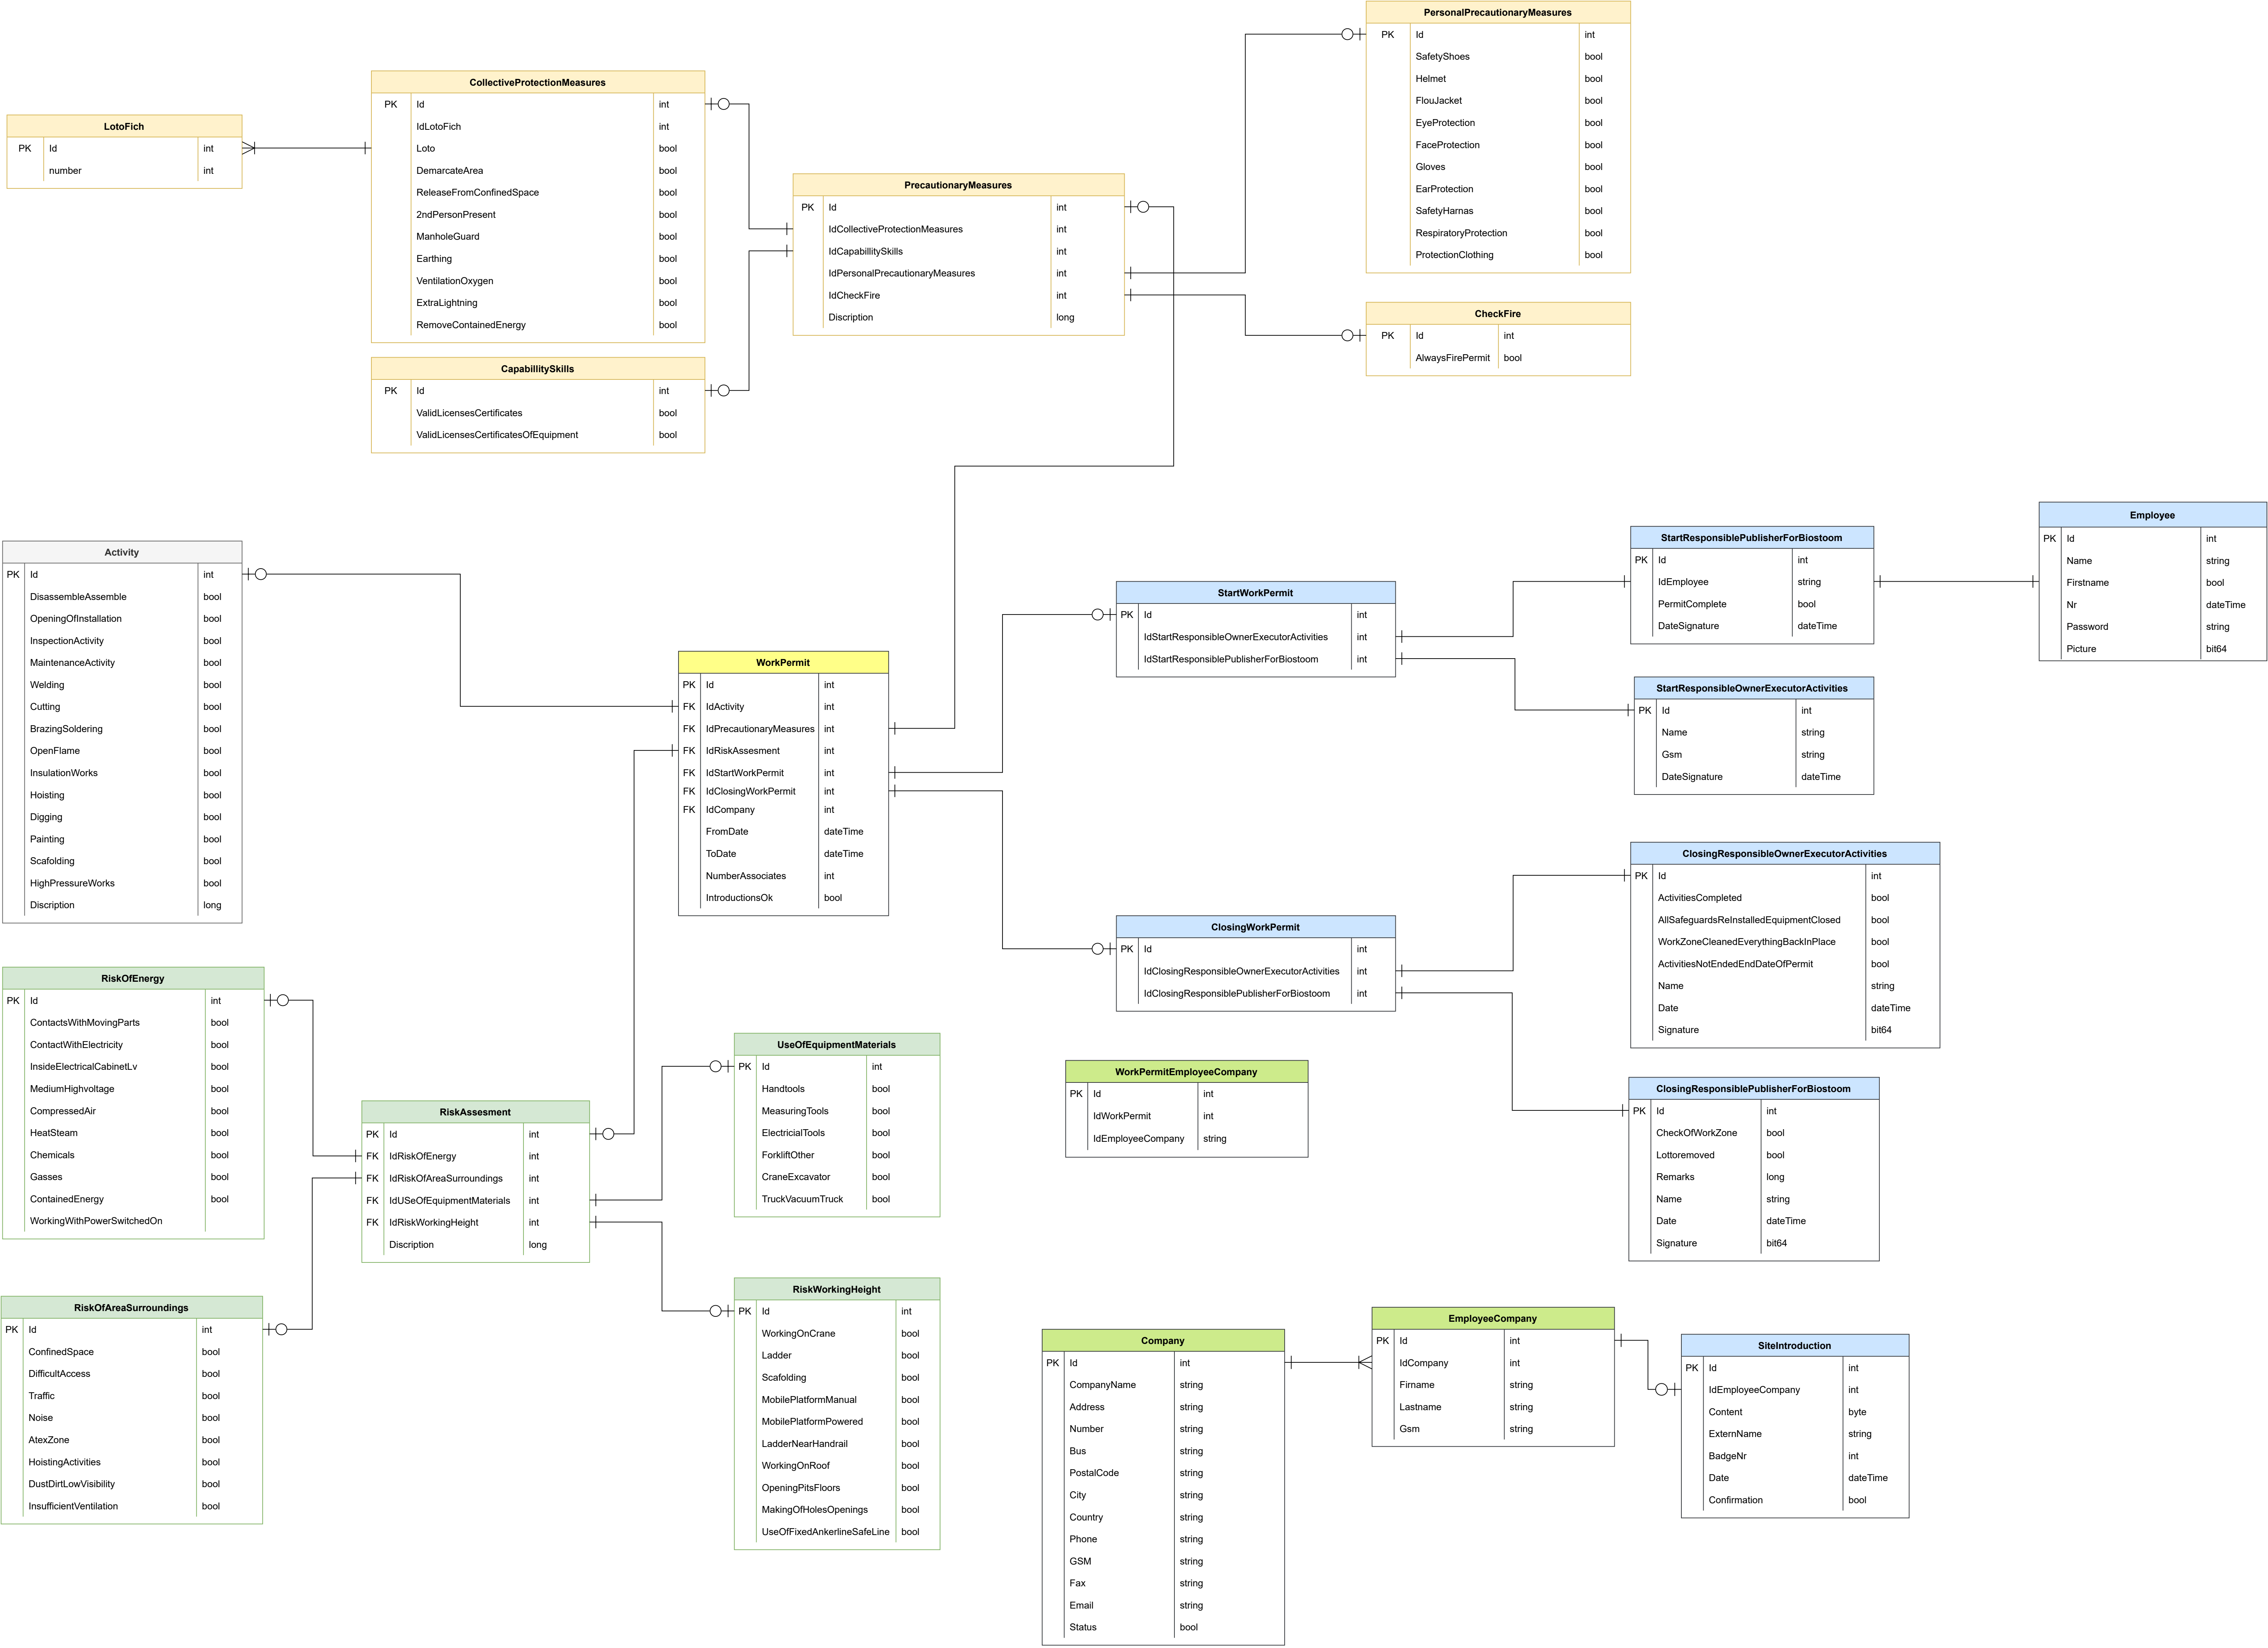 PersonalPrecautionaryMeasures
PK Id int
SafetyShoes bool
Helmet bool
FlouJacket bool
EyeProtection bool
FaceProtection bool
Gloves bool
EarProtection bool
SafetyHarnas bool
RespiratoryProtection bool
ProtectionClothing bool
CollectiveProtectionMeasures
PK Id int
IdLotoFich int
Loto bool
DemarcateArea bool
ReleaseFromConfinedSpace bool
2ndPersonPresent bool
ManholeGuard bool
Earthing bool
VentilationOxygen bool
ExtraLightning bool
RemoveContainedEnergy bool
LotoFich
PK Id int
number int
PrecautionaryMeasures
PK Id int
IdCollectiveProtectionMeasures int
IdCapabillitySkills int
IdPersonalPrecautionaryMeasures int
IdCheckFire int
Discription long
CheckFire
PK Id int
AlwaysFirePermit bool
CapabillitySkills
PK Id int
ValidLicensesCertificates bool
ValidLicensesCertificatesOfEquipment bool
Employee
PK Id int
Name string
Firstname bool
Nr dateTime
Password string
Picture bit64
StartResponsiblePublisherForBiostoom
PK Id int
IdEmployee string
PermitComplete bool
DateSignature dateTime
Activity
PK Id int
DisassembleAssemble bool
OpeningOfInstallation bool
InspectionActivity bool
MaintenanceActivity bool
Welding bool
Cutting bool
BrazingSoldering bool
OpenFlame bool
InsulationWorks bool
Hoisting bool
Digging bool
Painting bool
Scafolding bool
HighPressureWorks bool
Discription long
StartWorkPermit
PK Id int
IdStartResponsibleOwnerExecutorActivities int
IdStartResponsiblePublisherForBiostoom int
WorkPermit
PK Id int
FK IdActivity int
FK IdPrecautionaryMeasures int
FK IdRiskAssesment int
FK IdStartWorkPermit int
FK IdClosingWorkPermit int
FK IdCompany int
FromDate dateTime
ToDate dateTime
NumberAssociates int
IntroductionsOk bool
StartResponsibleOwnerExecutorActivities
PK Id int
Name string
Gsm string
DateSignature dateTime
ClosingResponsibleOwnerExecutorActivities
PK Id int
ActivitiesCompleted bool
AllSafeguardsReInstalledEquipmentClosed bool
WorkZoneCleanedEverythingBackInPlace bool
ActivitiesNotEndedEndDateOfPermit bool
Name string
Date dateTime
Signature bit64
ClosingWorkPermit
PK Id int
IdClosingResponsibleOwnerExecutorActivities int
IdClosingResponsiblePublisherForBiostoom int
RiskOfEnergy
PK Id int
ContactsWithMovingParts bool
ContactWithElectricity bool
InsideElectricalCabinetLv bool
MediumHighvoltage bool
CompressedAir bool
HeatSteam bool
Chemicals bool
Gasses bool
ContainedEnergy bool
WorkingWithPowerSwitchedOn
UseOfEquipmentMaterials
PK Id int
Handtools bool
MeasuringTools bool
ElectricialTools bool
ForkliftOther bool
CraneExcavator bool
TruckVacuumTruck bool
WorkPermitEmployeeCompany
PK Id int
IdWorkPermit int
IdEmployeeCompany string
ClosingResponsiblePublisherForBiostoom
PK Id int
CheckOfWorkZone bool
Lottoremoved bool
Remarks long
Name string
Date dateTime
Signature bit64
RiskAssesment
PK Id int
FK IdRiskOfEnergy int
FK IdRiskOfAreaSurroundings int
FK IdUSeOfEquipmentMaterials int
FK IdRiskWorkingHeight int
Discription long
RiskOfAreaSurroundings
PK Id int
ConfinedSpace bool
DifficultAccess bool
Traffic bool
Noise bool
AtexZone bool
HoistingActivities bool
DustDirtLowVisibility bool
InsufficientVentilation bool
RiskWorkingHeight
PK Id int
WorkingOnCrane bool
Ladder bool
Scafolding bool
MobilePlatformManual bool
MobilePlatformPowered bool
LadderNearHandrail bool
WorkingOnRoof bool
OpeningPitsFloors bool
MakingOfHolesOpenings bool
UseOfFixedAnkerlineSafeLine bool
Company
PK Id int
CompanyName string
Address string
Number string
Bus string
PostalCode string
City string
Country string
Phone string
GSM string
Fax string
Email string
Status bool
EmployeeCompany
PK Id int
IdCompany int
Firname string
Lastname string
Gsm string
SiteIntroduction
PK Id int
IdEmployeeCompany int
Content byte
ExternName string
BadgeNr int
Date dateTime
Confirmation bool